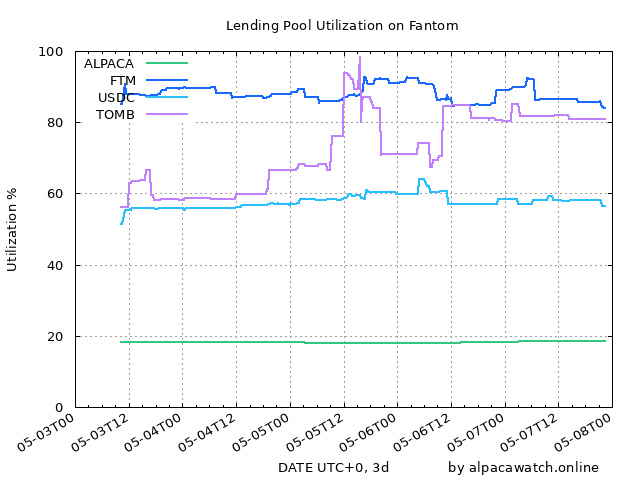 Lending Pool Utilization on Fantom
100
80
60
40
20
0
Utilization %
ALPACA
FTM
USDC
TOMB
05-03T00
05-03T12
05-04T00
05-04T12
05-05T00
05-05T12
05-06T00
05-06T12
05-07T00
05-07T12
05-08T00
DATE UTC+0, 3d
by alpacawatch.online